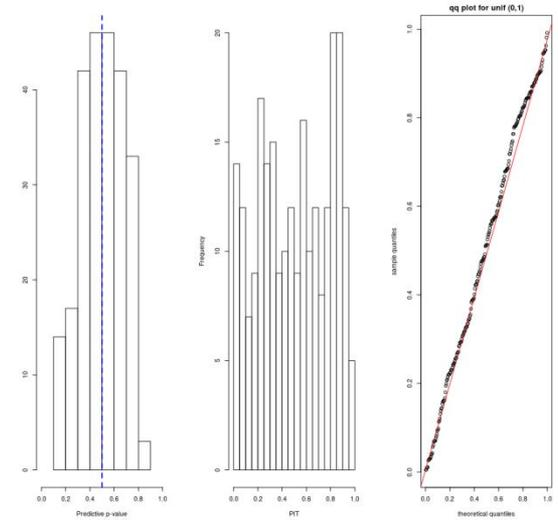 qq plot for unif (0,1)
40
30
20
10
0
0.0 0.2 0.4 0.6 0.8 1.0
Predictive p-value
Frequency
20
15
10
5
0
0.0 0.2 0.4 0.6 0.8 1.0
PIT
sample quantiles
1.0
0.8
0.6
0.4
0.2
0.0
0.0 0.2 0.4 0.6 0.8 1.0
theoretical quantiles